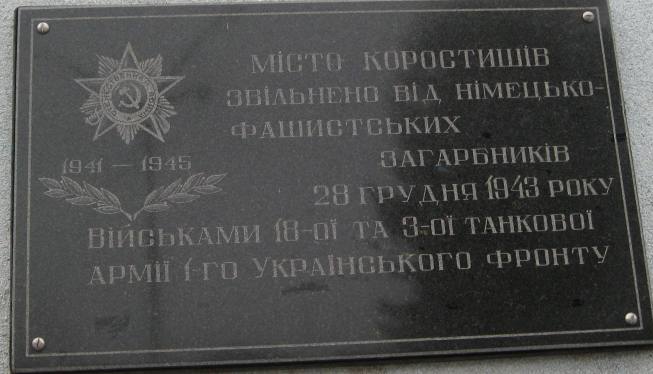 МІСТО КОРОСТИШІВ
ЗВІЛЬНЕНО ВІД НІМЕЦЬКО-
ФАШИСТСЬКИХ
ЗАГАРБНИКІВ
1941 – 1945
28 ГРУДНЯ 1943 РОКУ
ВІЙСЬКАМИ 18-ОЇ ТА 3-ОЇ ТАНКОВОЇ
АРМІЇ 1-ГО УКРАЇНСЬКОГО ФРОНТУ